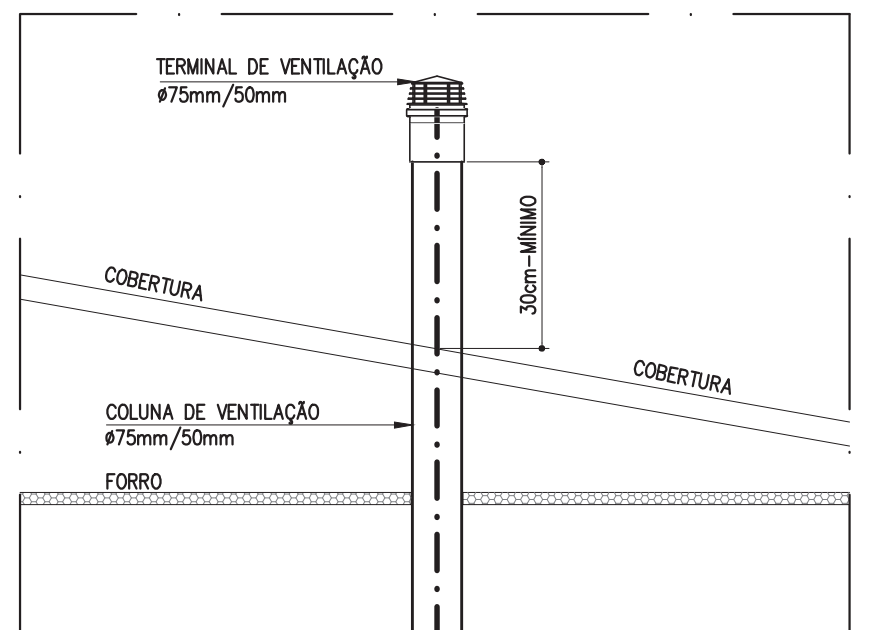 TERMINAL DE VENTILAÇÃO
ø75mm/50mm
30cm-MÍNIMO
COBERTURA
COBERTURA
COLUNA DE VENTILAÇÃO
ø75mm/50mm
FORRO